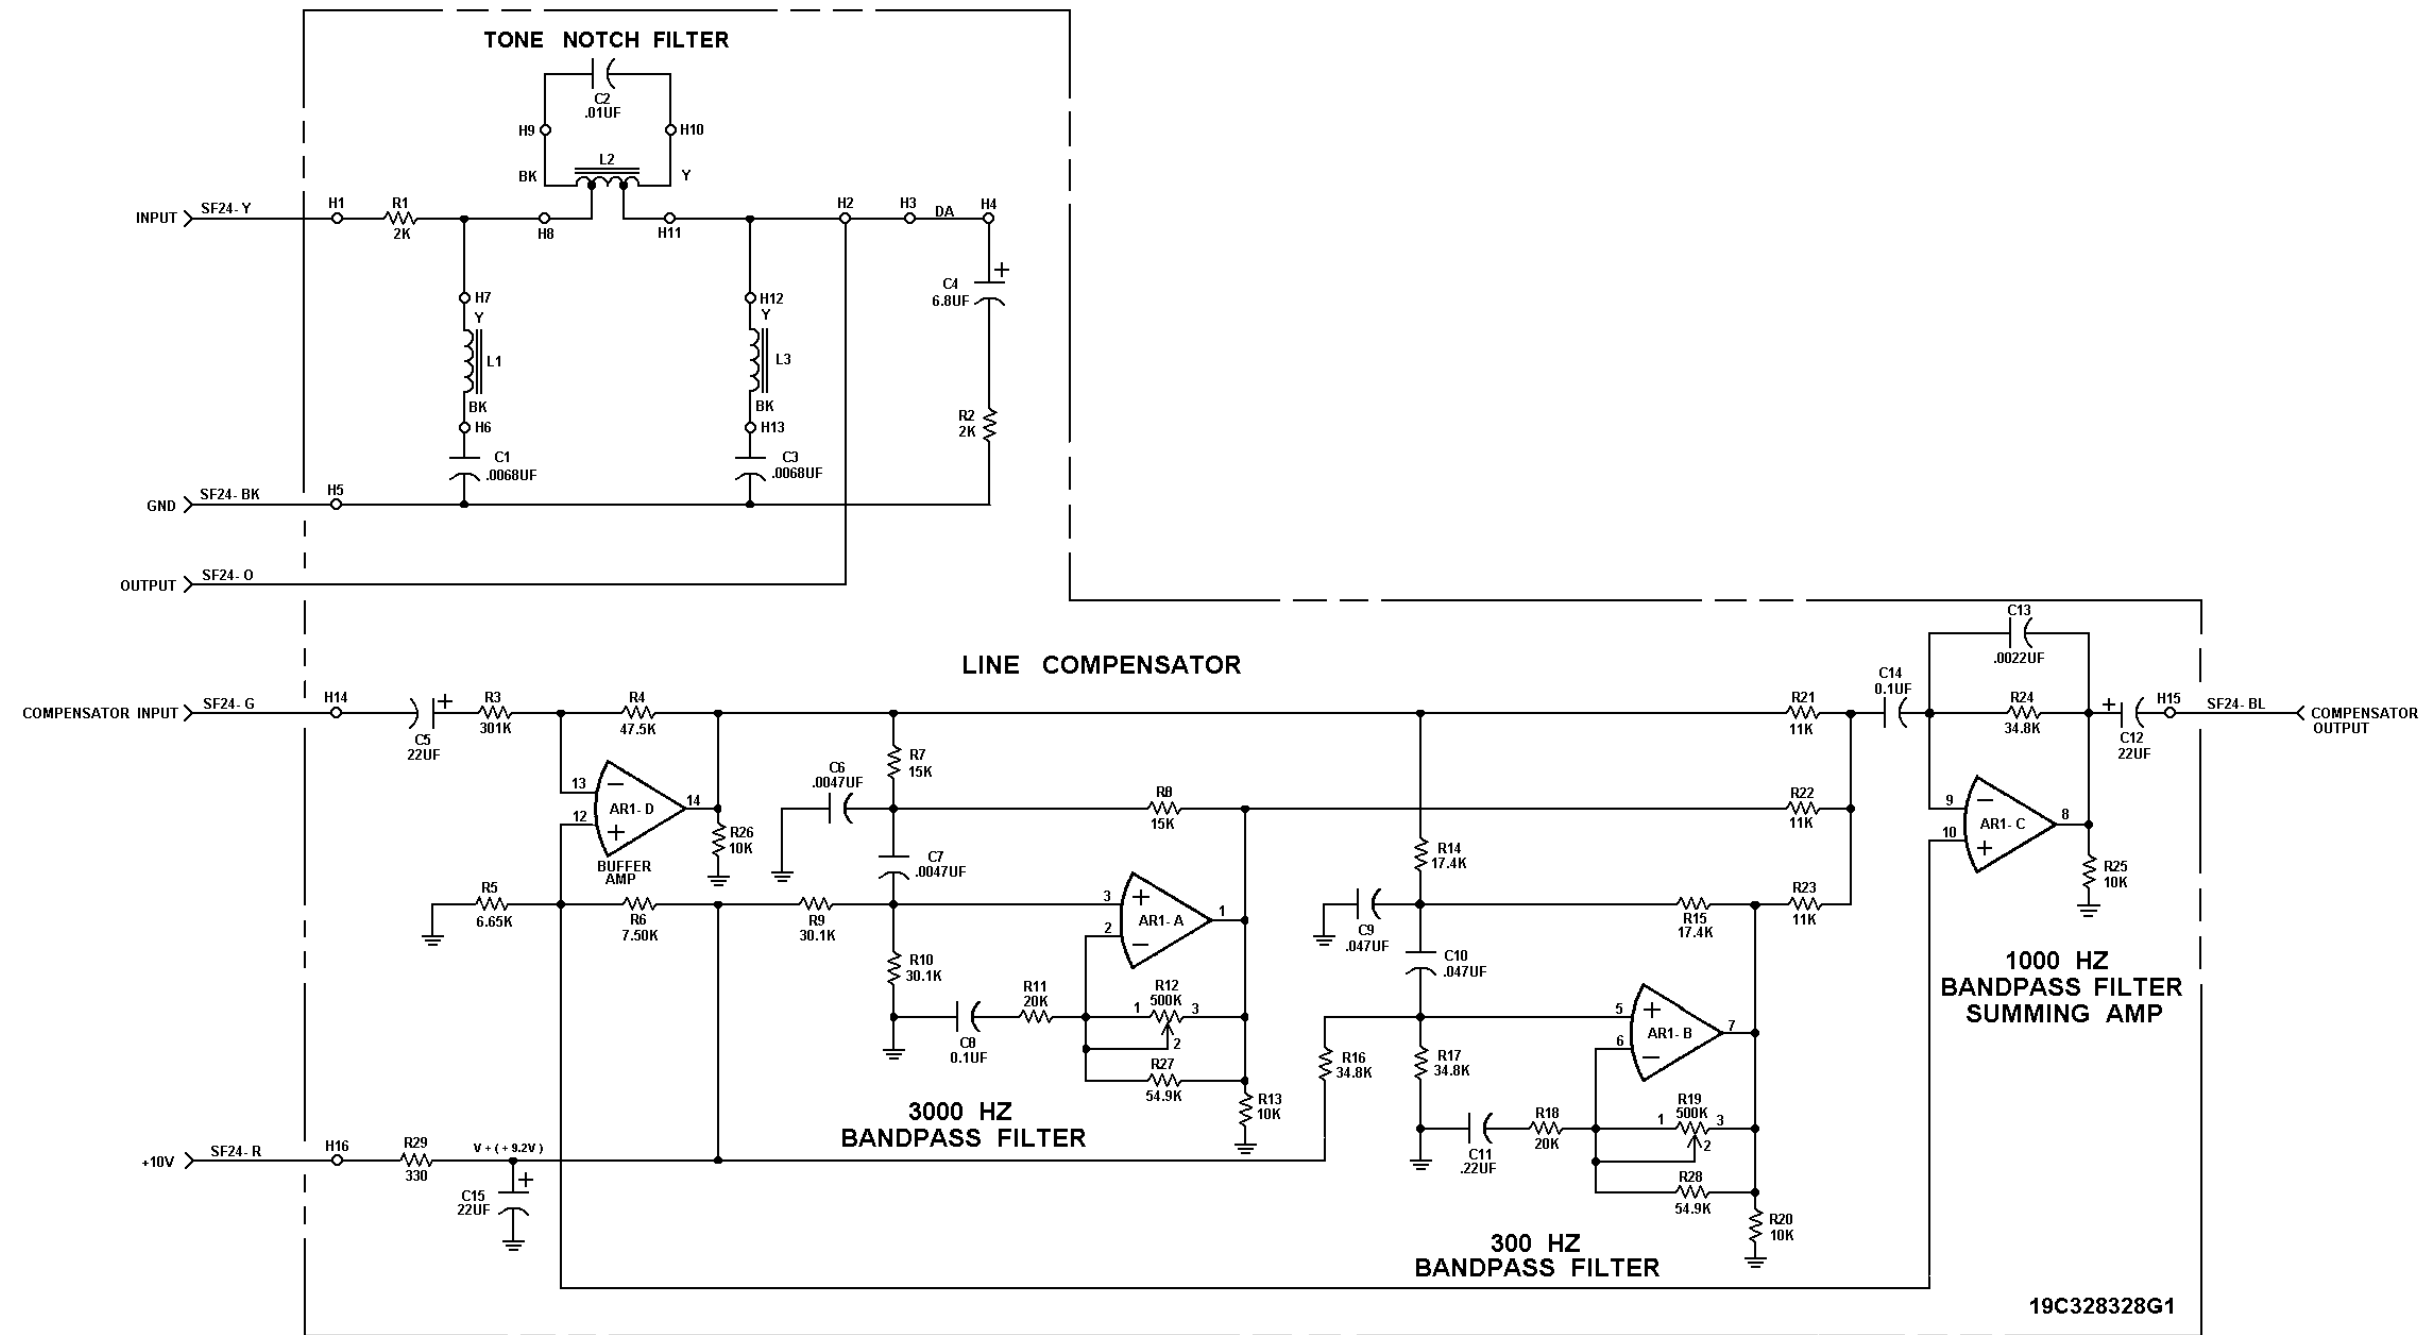 TONE NOTCH FILTER
C2
.01UF
H9
H10
L2
BK
Y
INPUT
SF24-Y
H1
R1
2K
H8
H11
H2
H3
DA
H4
C4
6.8UF
+
H7
Y
L1
BK
H6
H12
Y
L3
BK
H13
R2
2K
C1
.0068UF
C3
.0068UF
GND
SF24-BK
H5
OUTPUT
SF24-O
LINE COMPENSATOR
C13
.0022UF
COMPENSATOR INPUT
SF24-G
H14
C5
22UF
+
R3
301K
R4
47.5K
R21
11K
C14
0.1UF
R24
34.8K
+
C12
22UF
H15
SF24-BL
COMPENSATOR
OUTPUT
13
12
14
−
+
AR1-D
BUFFER
AMP
R26
10K
C6
.0047UF
R7
15K
R8
15K
R22
11K
9
10
8
−
+
AR1-C
R25
10K
C7
.0047UF
R14
17.4K
R5
6.65K
R6
7.50K
R9
30.1K
3
2
1
+
−
AR1-A
C9
.047UF
R15
17.4K
R23
11K
C10
.047UF
R10
30.1K
C8
0.1UF
R11
20K
R12
500K
1
3
2
R27
54.9K
R13
10K
5
6
7
+
−
AR1-B
R16
34.8K
R17
34.8K
C11
.22UF
R18
20K
R19
500K
1
3
2
R28
54.9K
R20
10K
1000 HZ
BANDPASS FILTER
SUMMING AMP
3000 HZ
BANDPASS FILTER
+10V
SF24-R
H16
R29
330
V+(+9.2V)
C15
22UF
+
300 HZ
BANDPASS FILTER
19C328328G1